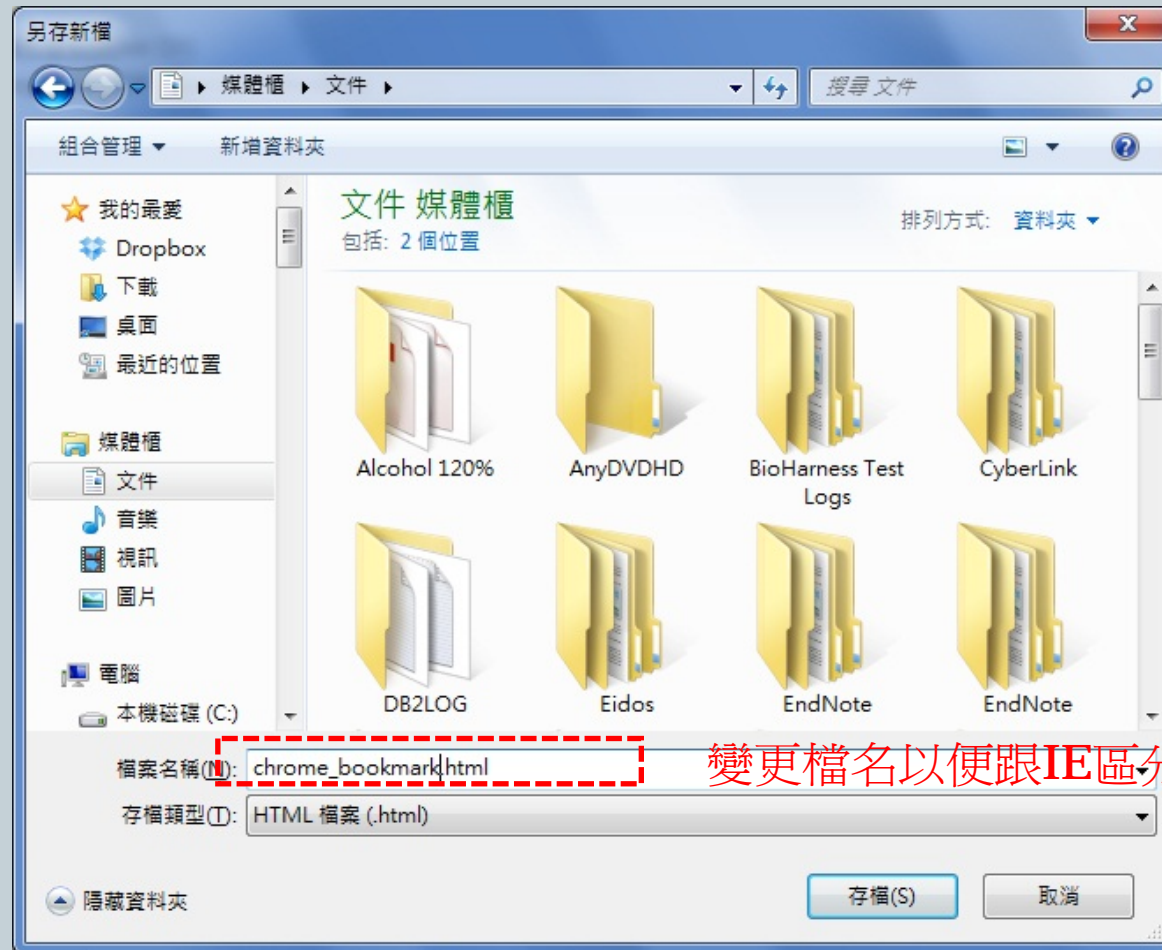 另存新檔
媒體櫃 文件
搜尋 文件
組合管理 新增資料夾
我的最愛
Dropbox
下載
桌面
最近的位置
媒體櫃
文件
音樂
視訊
圖片
電腦
本機磁碟 (C:)
文件 媒體櫃
包括: 2 個位置
排列方式: 資料夾
Alcohol 120%
AnyDVDHD
BioHarness Test
Logs
CyberLink
DB2LOG
Eidos
EndNote
EndNote
檔案名稱(N): chrome_bookmark.html
變更檔名以便跟IE區分
存檔類型(T): HTML 檔案 (.html)
隱藏資料夾
存檔(S)
取消